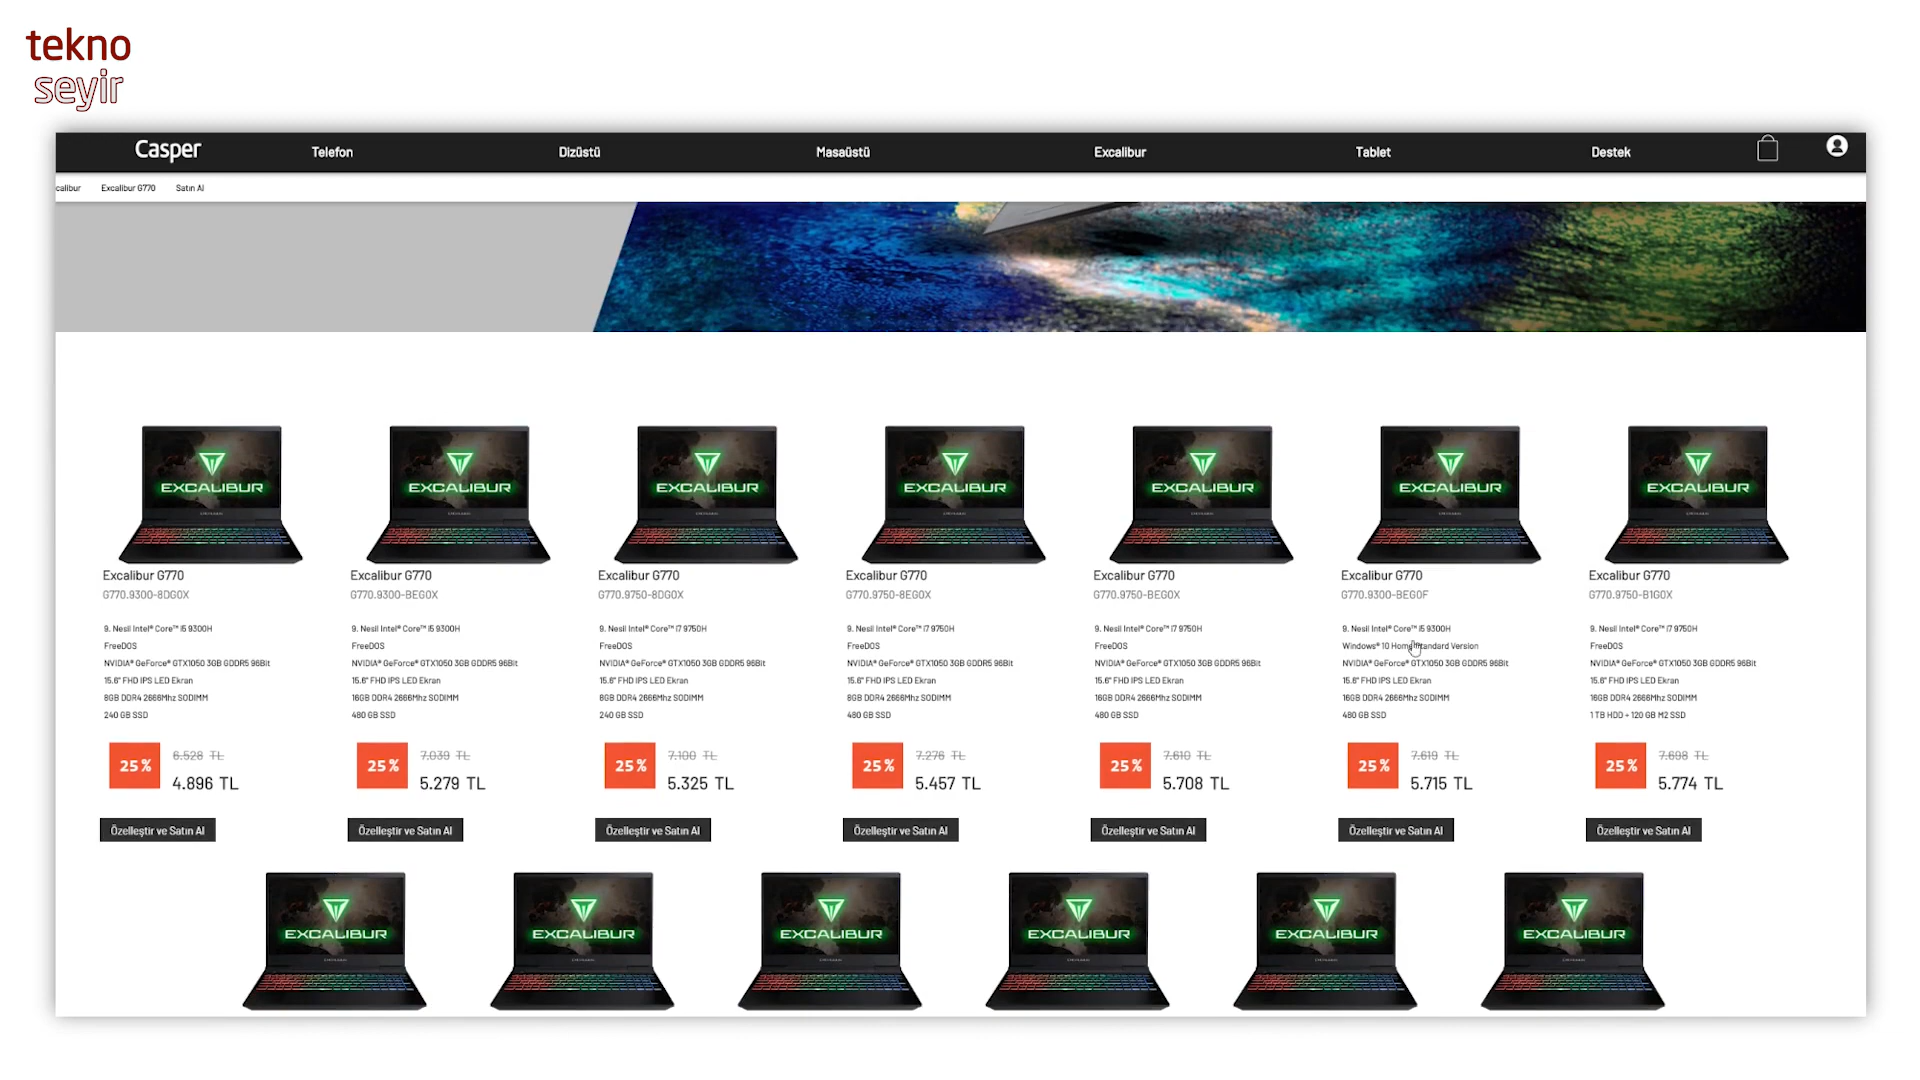 tekno
seyir
Casper Telefon Dizüstü Masaüstü Excalibur Tablet Destek
calibur Excalibur G770 Satın Al
EXCALIBUR EXCALIBUR EXCALIBUR EXCALIBUR EXCALIBUR EXCALIBUR EXCALIBUR
Excalibur G770
G770.9300-8DG0X
9. Nesil Intel® Core™ i5 9300H
FreeDOS
NVIDIA® GeForce® GTX1050 3GB GDDR5 96Bit
15.6" FHD IPS LED Ekran
8GB DDR4 2666Mhz SODIMM
240 GB SSD
25% 6.528 TL
4.896 TL
Özelleştir ve Satın Al
Excalibur G770
G770.9300-BEG0X
9. Nesil Intel® Core™ i5 9300H
FreeDOS
NVIDIA® GeForce® GTX1050 3GB GDDR5 96Bit
15.6" FHD IPS LED Ekran
16GB DDR4 2666Mhz SODIMM
480 GB SSD
25% 7.039 TL
5.279 TL
Özelleştir ve Satın Al
Excalibur G770
G770.9750-8DG0X
9. Nesil Intel® Core™ i7 9750H
FreeDOS
NVIDIA® GeForce® GTX1050 3GB GDDR5 96Bit
15.6" FHD IPS LED Ekran
8GB DDR4 2666Mhz SODIMM
240 GB SSD
25% 7.100 TL
5.325 TL
Özelleştir ve Satın Al
Excalibur G770
G770.9750-8EG0X
9. Nesil Intel® Core™ i7 9750H
FreeDOS
NVIDIA® GeForce® GTX1050 3GB GDDR5 96Bit
15.6" FHD IPS LED Ekran
8GB DDR4 2666Mhz SODIMM
480 GB SSD
25% 7.276 TL
5.457 TL
Özelleştir ve Satın Al
Excalibur G770
G770.9750-BEG0X
9. Nesil Intel® Core™ i7 9750H
FreeDOS
NVIDIA® GeForce® GTX1050 3GB GDDR5 96Bit
15.6" FHD IPS LED Ekran
16GB DDR4 2666Mhz SODIMM
480 GB SSD
25% 7.610 TL
5.708 TL
Özelleştir ve Satın Al
Excalibur G770
G770.9300-BEG0F
9. Nesil Intel® Core™ i5 9300H
Windows® 10 Home Standard Version
NVIDIA® GeForce® GTX1050 3GB GDDR5 96Bit
15.6" FHD IPS LED Ekran
16GB DDR4 2666Mhz SODIMM
480 GB SSD
25% 7.619 TL
5.715 TL
Özelleştir ve Satın Al
Excalibur G770
G770.9750-B1G0X
9. Nesil Intel® Core™ i7 9750H
FreeDOS
NVIDIA® GeForce® GTX1050 3GB GDDR5 96Bit
15.6" FHD IPS LED Ekran
16GB DDR4 2666Mhz SODIMM
1 TB HDD + 120 GB M2 SSD
25% 7.698 TL
5.774 TL
Özelleştir ve Satın Al
EXCALIBUR EXCALIBUR EXCALIBUR EXCALIBUR EXCALIBUR EXCALIBUR